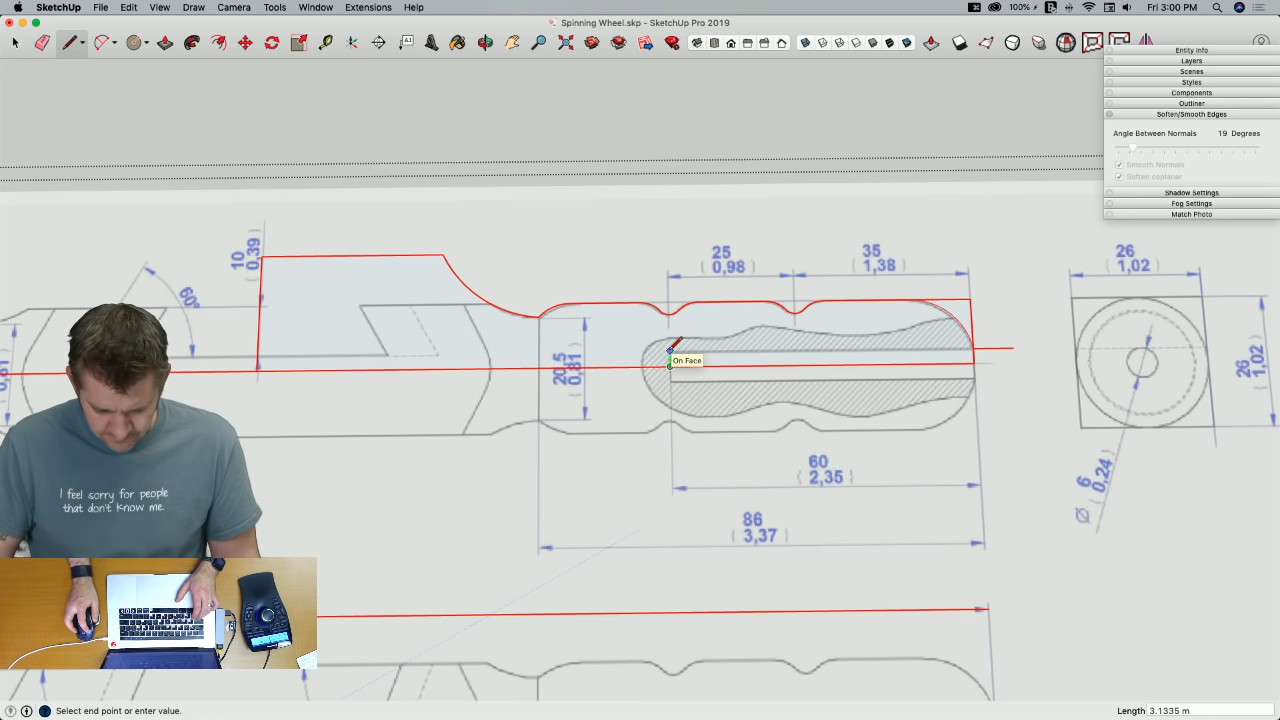 SketchUp File Edit View Draw Camera Tools Window Extensions Help
100% Fri 3:00 PM
Spinning Wheel.skp - SketchUp Pro 2019
Entity Info
Layers
Scenes
Styles
Components
Outliner
Soften/Smooth Edges
Angle Between Normals 19 Degrees
Smooth Normals
Soften coplanar
Shadow Settings
Fog Settings
Match Photo
10
( 0,39 )
60°
25
( 0,98 )
35
( 1,38 )
26
( 1,02 )
On Face
20,5
0,81
26
( 1,02 )
60
( 2,35 )
Ø 6
( 0,24 )
86
( 3,37 )
I feel sorry for people
that don't know me.
Select end point or enter value.
Length 3.1335 m